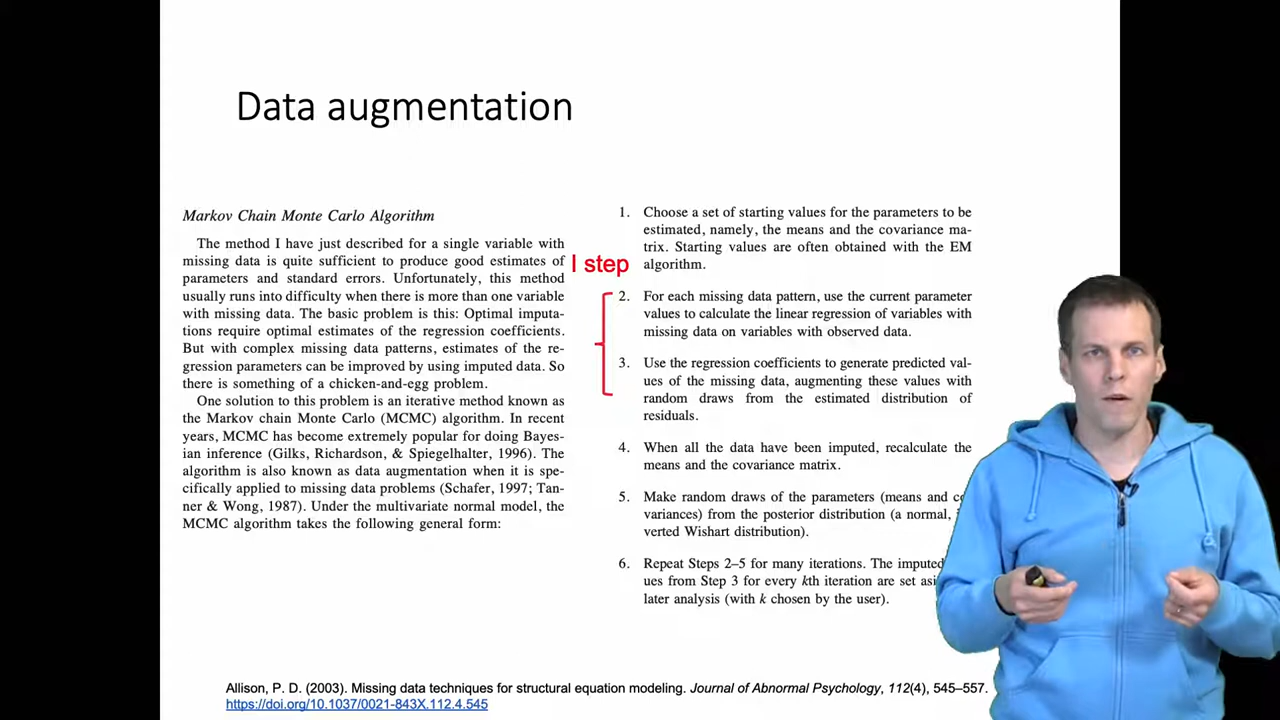 Data augmentation
Markov Chain Monte Carlo Algorithm
The method I have just described for a single variable with
missing data is quite sufficient to produce good estimates of
parameters and standard errors. Unfortunately, this method
usually runs into difficulty when there is more than one variable
with missing data. The basic problem is this: Optimal imputa-
tions require optimal estimates of the regression coefficients.
But with complex missing data patterns, estimates of the re-
gression parameters can be improved by using imputed data. So
there is something of a chicken-and-egg problem.
One solution to this problem is an iterative method known as
the Markov chain Monte Carlo (MCMC) algorithm. In recent
years, MCMC has become extremely popular for doing Bayes-
ian inference (Gilks, Richardson, & Spiegelhalter, 1996). The
algorithm is also known as data augmentation when it is spe-
cifically applied to missing data problems (Schafer, 1997; Tan-
ner & Wong, 1987). Under the multivariate normal model, the
MCMC algorithm takes the following general form:
I step
1. Choose a set of starting values for the parameters to be
estimated, namely, the means and the covariance ma-
trix. Starting values are often obtained with the EM
algorithm.
2. For each missing data pattern, use the current parameter
values to calculate the linear regression of variables with
missing data on variables with observed data.
3. Use the regression coefficients to generate predicted val-
ues of the missing data, augmenting these values with
random draws from the estimated distribution of
residuals.
4. When all the data have been imputed, recalculate the
means and the covariance matrix.
5. Make random draws of the parameters (means and
variances) from the posterior distribution (a normal,
verted Wishart distribution).
6. Repeat Steps 2–5 for many iterations. The imputed
ues from Step 3 for every kth iteration are set
later analysis (with k chosen by the user).
Allison, P. D. (2003). Missing data techniques for structural equation modeling. Journal of Abnormal Psychology, 112(4), 545–557.
https://doi.org/10.1037/0021-843X.112.4.545